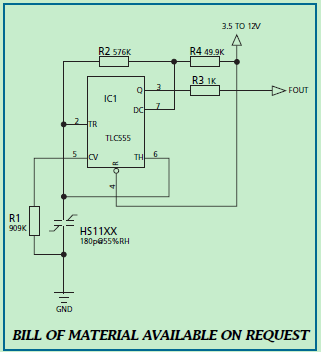 3.5 TO 12V
R2 576K
R4 49.9K
R3 1K
FOUT
IC1
TLC555
Q
3
DC
7
2
TR
5
CV
TH
6
R
4
R1
909K
HS11XX
180p@55%RH
GND
BILL OF MATERIAL AVAILABLE ON REQUEST